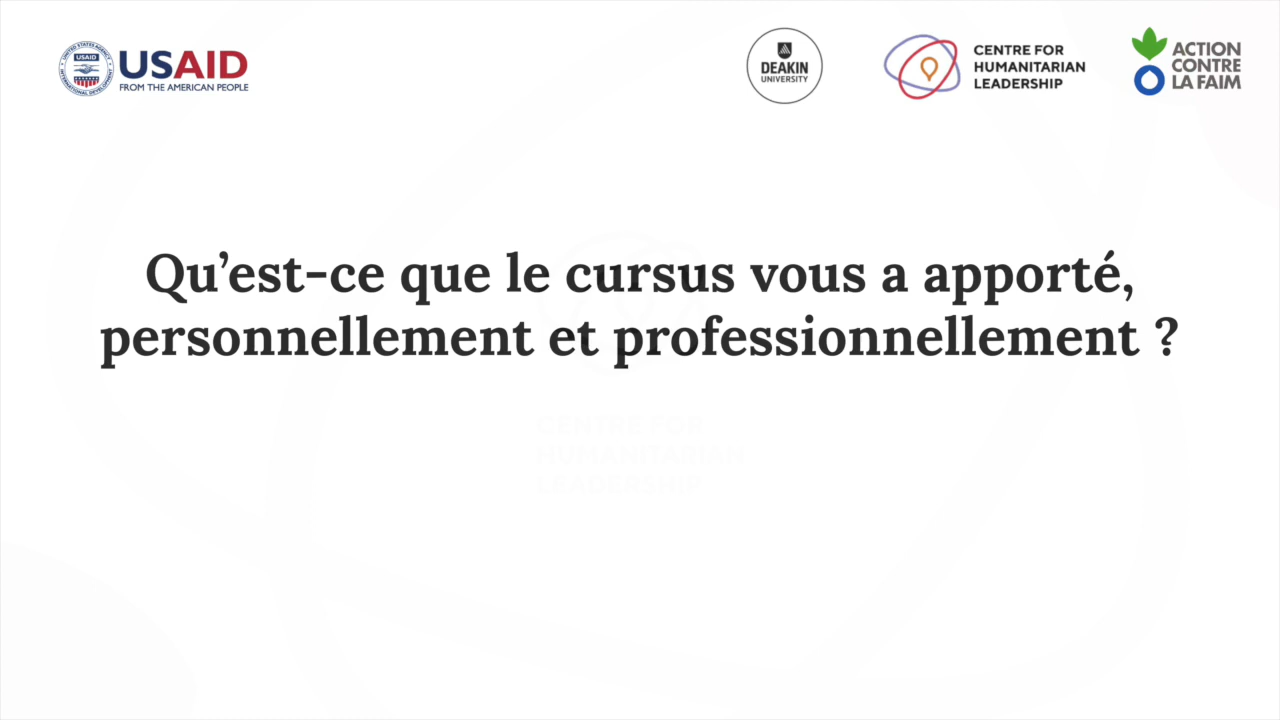 USAID
FROM THE AMERICAN PEOPLE
DEAKIN
UNIVERSITY
CENTRE FOR
HUMANITARIAN
LEADERSHIP
ACTION
CONTRE
LA FAIM
Qu’est-ce que le cursus vous a apporté,
personnellement et professionnellement ?
CENTRE FOR
HUMANITARIAN
LEADERSHIP